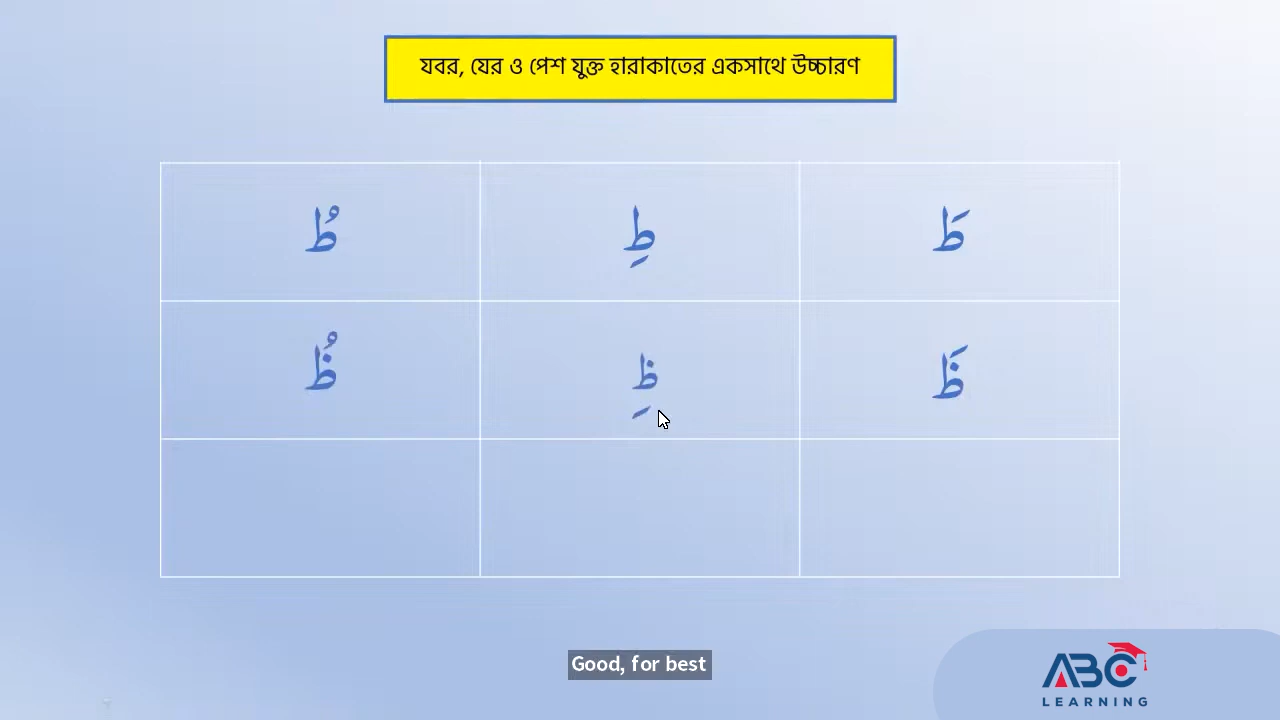 যবর, যের ও পেশ যুক্ত হারাকাতের একসাথে উচ্চারণ
طَ طِ طُ
ظَ ظِ ظُ
Good, for best
ABC
LEARNING